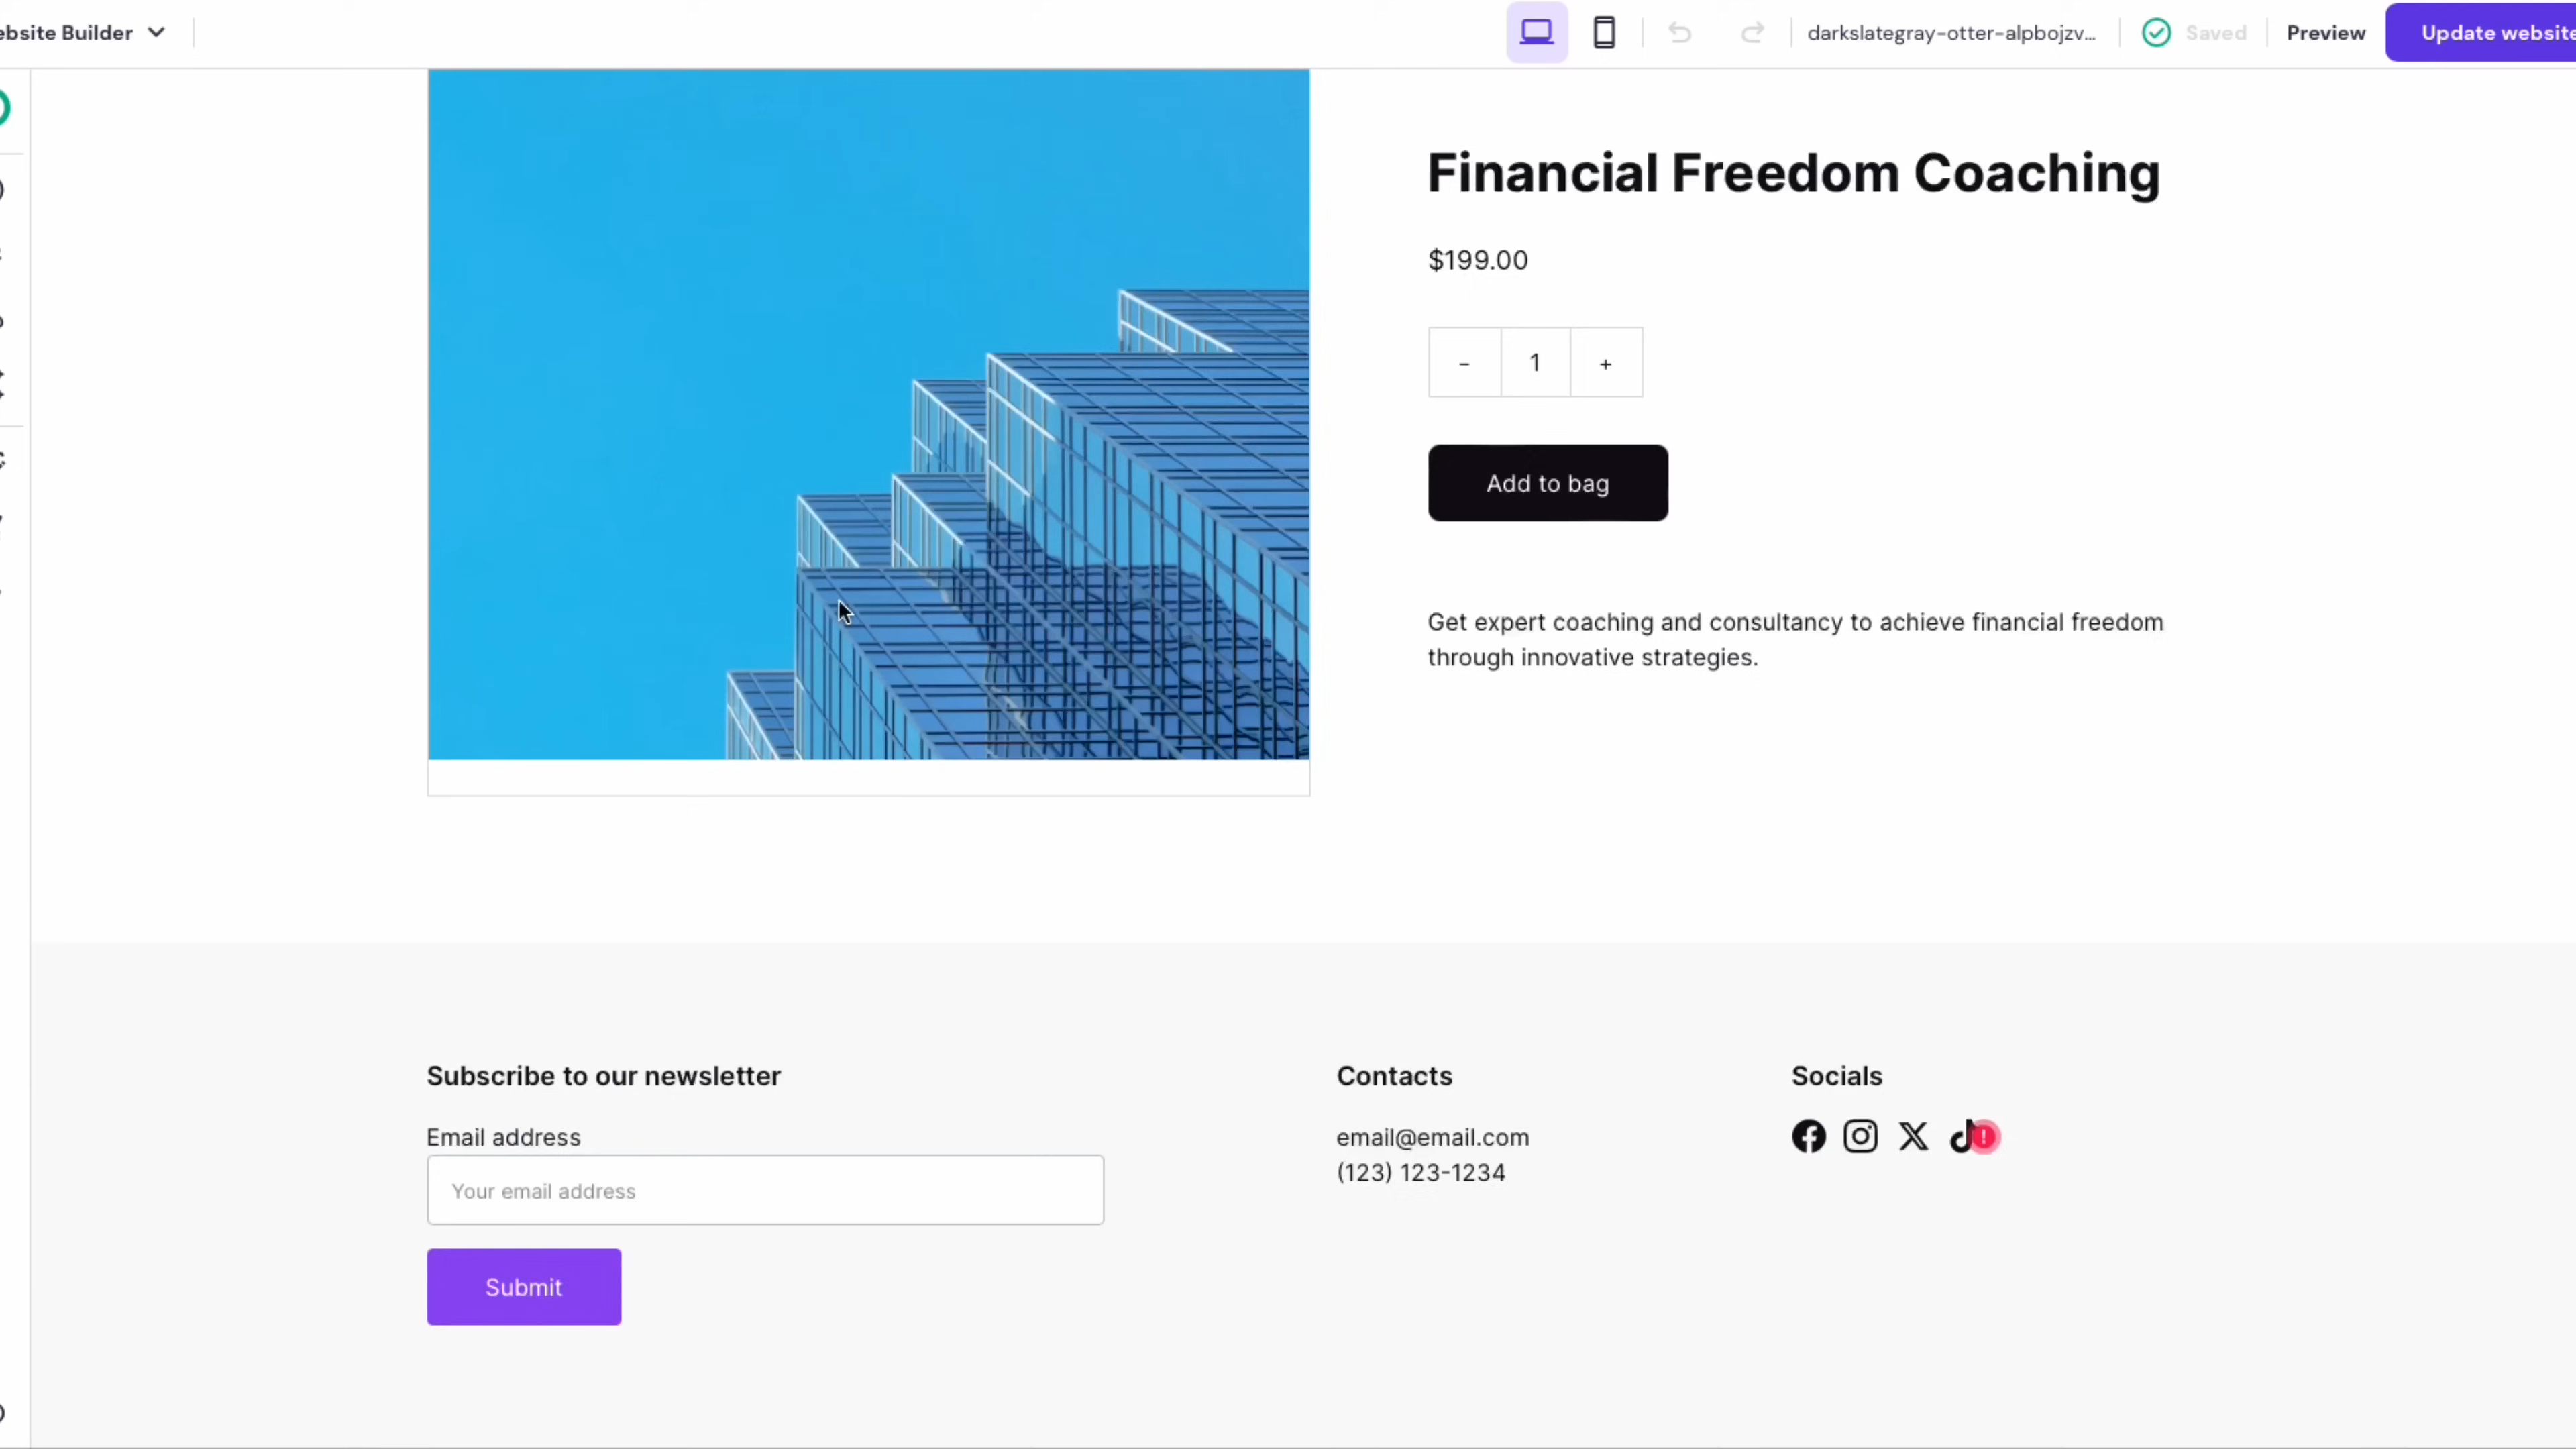 ebsite Builder
darkslategray-otter-alpbojzv...
Saved
Preview
Update website
Financial Freedom Coaching
$199.00
- 1 +
Add to bag
Get expert coaching and consultancy to achieve financial freedom
through innovative strategies.
Subscribe to our newsletter
Email address
Your email address
Submit
Contacts
email@email.com
(123) 123-1234
Socials